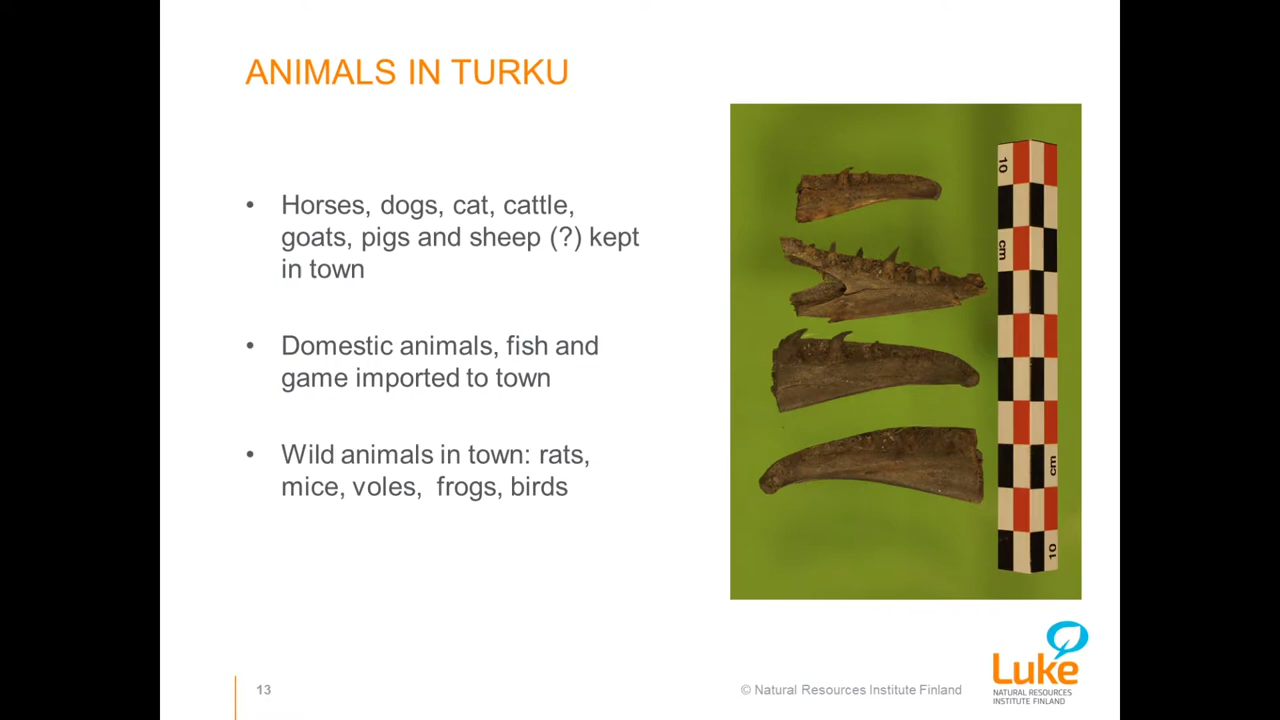 ANIMALS IN TURKU
• Horses, dogs, cat, cattle,
goats, pigs and sheep (?) kept
in town
• Domestic animals, fish and
game imported to town
• Wild animals in town: rats,
mice, voles,  frogs, birds
10
cm
cm
10
13
© Natural Resources Institute Finland
Luke
NATURAL RESOURCES
INSTITUTE FINLAND